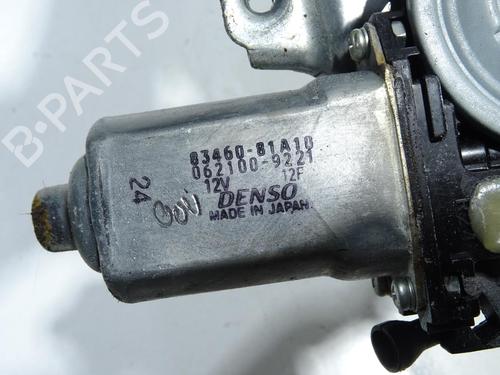 B-PARTS
83460-81A10
062100-9221
12V 12F
DENSO
MADE IN JAPAN.
24